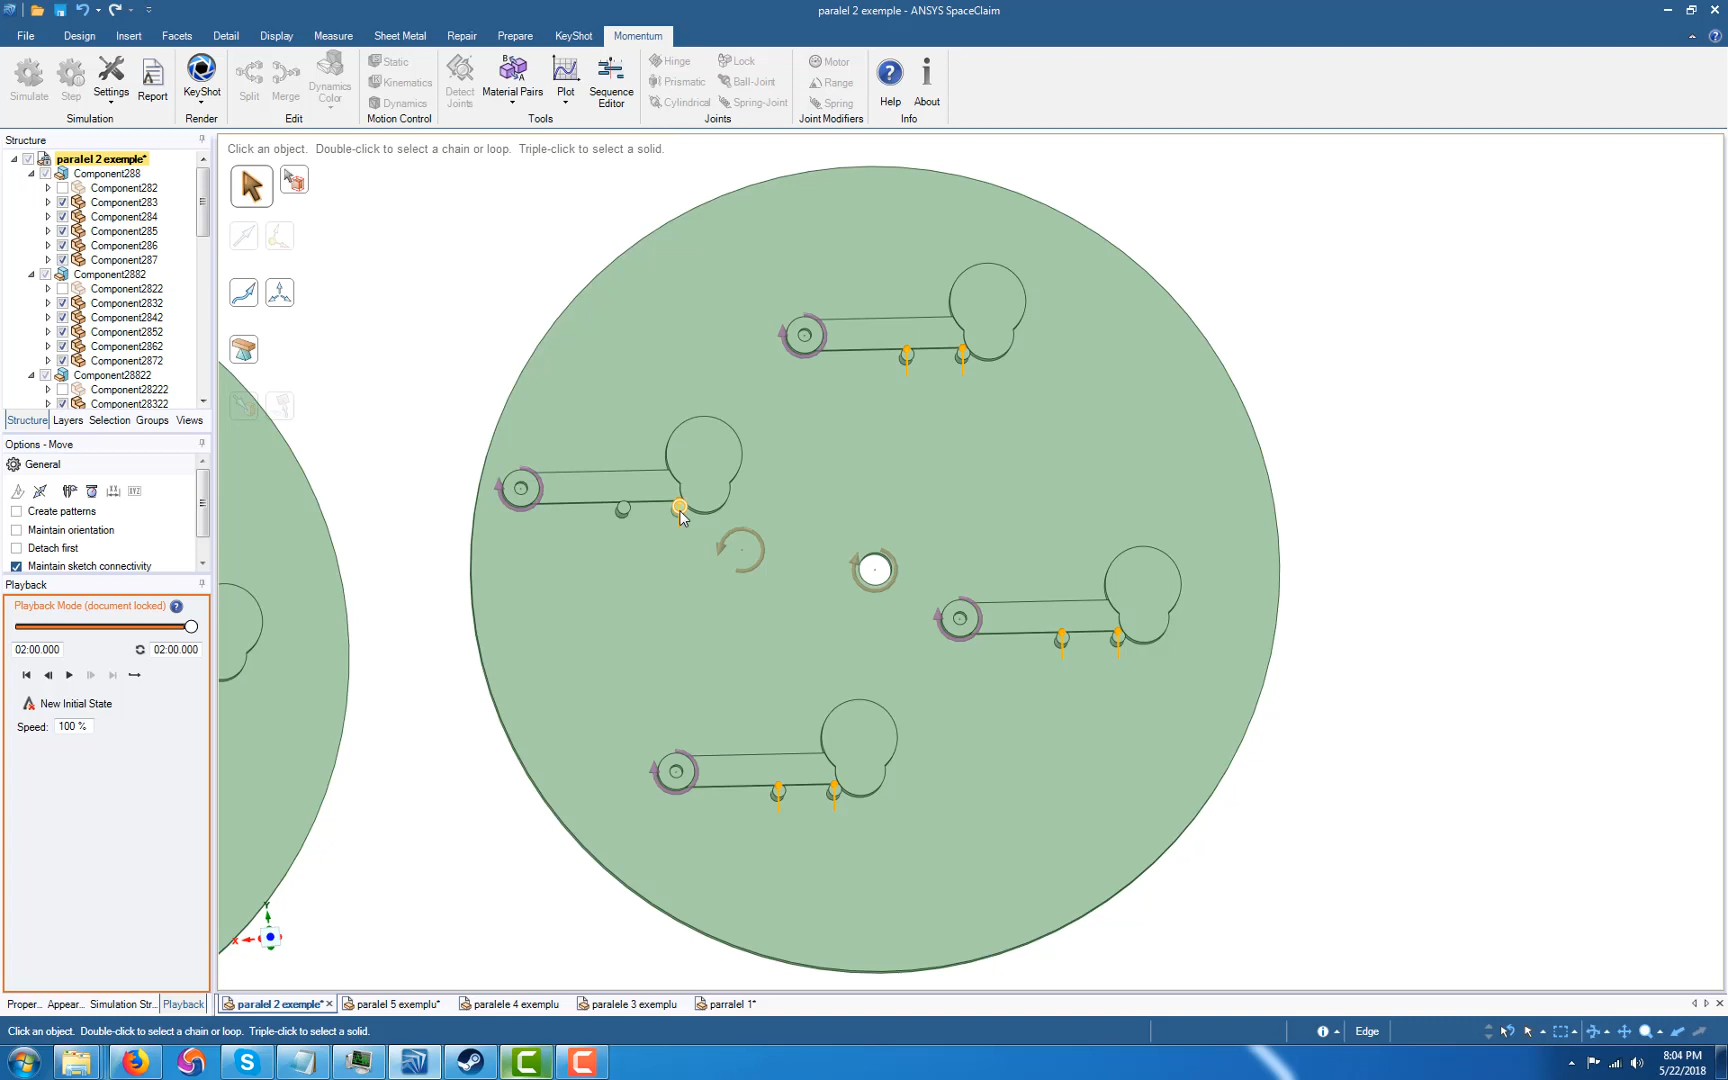 paralel 2 exemple - ANSYS SpaceClaim
File Design Insert Facets Detail Display Measure Sheet Metal Repair Prepare KeyShot Momentum
Simulate Step Settings Report KeyShot Split Merge Dynamics Color Static Kinematics Dynamics Detect Joints Material Pairs Plot Sequence Editor Hinge Prismatic Cylindrical Lock Ball-Joint Spring-Joint Motor Range Spring Help About
Simulation Render Edit Motion Control Tools Joints Joint Modifiers Info
Structure
Click an object. Double-click to select a chain or loop. Triple-click to select a solid.
paralel 2 exemple*
Component288
Component282
Component283
Component284
Component285
Component286
Component287
Component2882
Component2822
Component2832
Component2842
Component2852
Component2862
Component2872
Component28822
Component28222
Component28322
Structure Layers Selection Groups Views
Options - Move
General
Create patterns
Maintain orientation
Detach first
Maintain sketch connectivity
Playback
Playback Mode (document locked)
02:00.000 02:00.000
New Initial State
Speed: 100 %
Y
X
Proper... Appear... Simulation Str... Playback
paralel 2 exemple* paralel 5 exemplu* paralele 4 exemplu paralele 3 exemplu parralel 1*
Click an object. Double-click to select a chain or loop. Triple-click to select a solid.
Edge
8:04 PM
5/22/2018